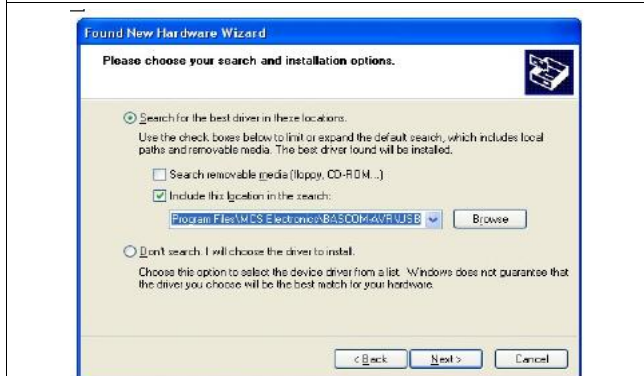 Found New Hardware Wizard
Please choose your search and installation options.
Search for the best driver in these locations.
Use the check boxes below to limit or expand the default search, which includes local
paths and removable media. The best driver found will be installed.
Search removable media (floppy, CD-ROM...)
Include this location in the search:
Program Files\MCS Electronics\BASCOM-AVR\USB
Browse
Don't search. I will choose the driver to install.
Choose this option to select the device driver from a list. Windows does not guarantee that
the driver you choose will be the best match for your hardware.
< Back Next > Cancel